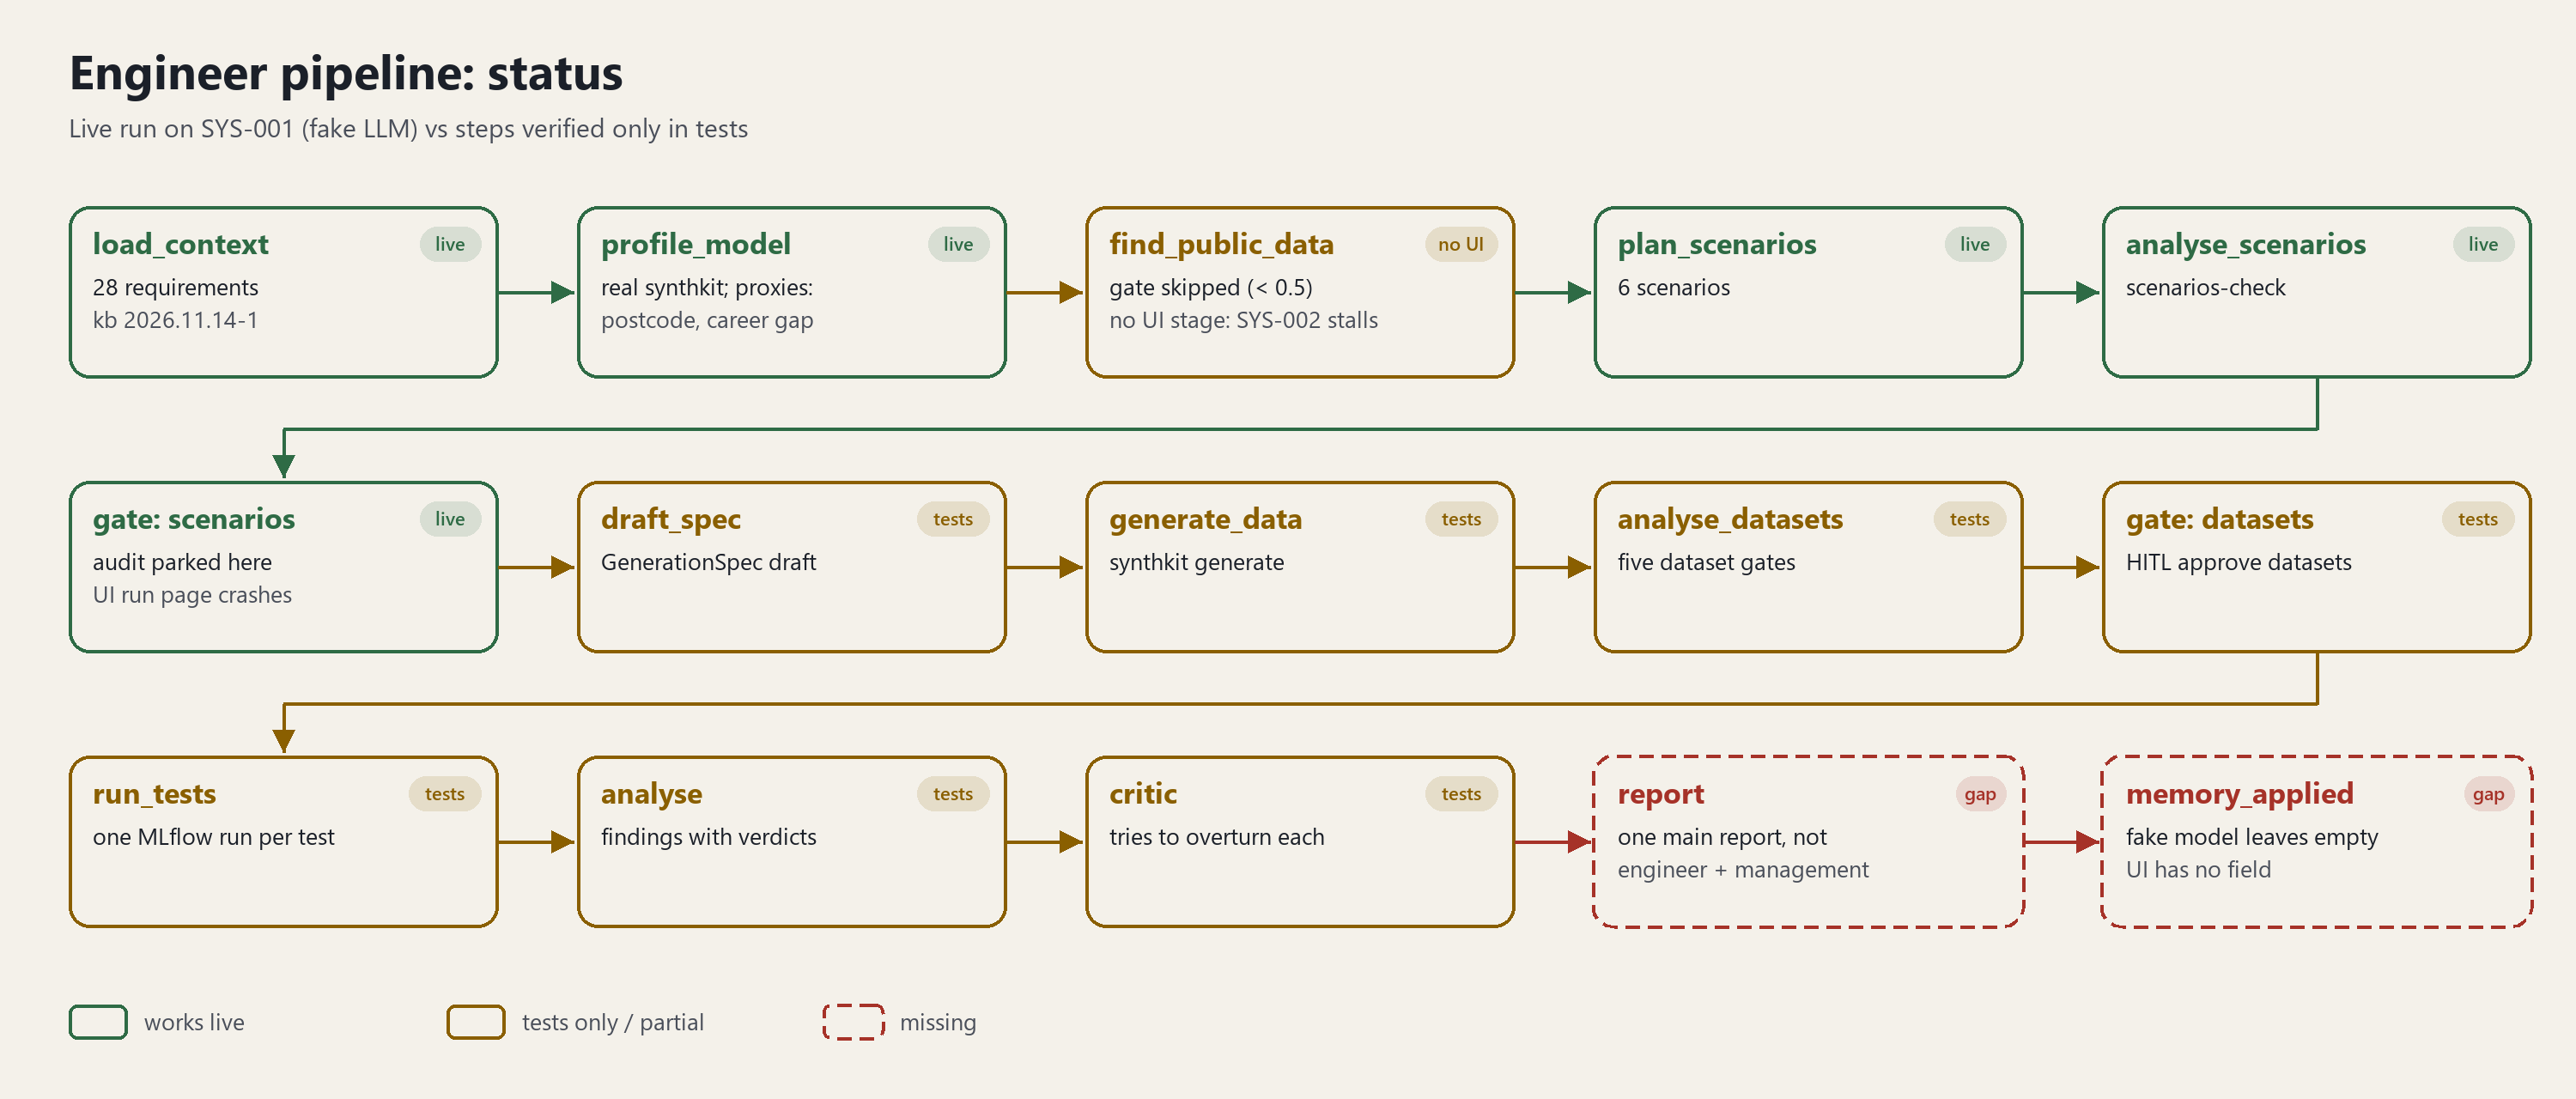 Engineer pipeline: status
Live run on SYS-001 (fake LLM) vs steps verified only in tests
load_context
live
28 requirements
kb 2026.11.14-1
profile_model
live
real synthkit; proxies:
postcode, career gap
find_public_data
no UI
gate skipped (< 0.5)
no UI stage: SYS-002 stalls
plan_scenarios
live
6 scenarios
analyse_scenarios
live
scenarios-check
gate: scenarios
live
audit parked here
UI run page crashes
draft_spec
tests
GenerationSpec draft
generate_data
tests
synthkit generate
analyse_datasets
tests
five dataset gates
gate: datasets
tests
HITL approve datasets
run_tests
tests
one MLflow run per test
analyse
tests
findings with verdicts
critic
tests
tries to overturn each
report
gap
one main report, not
engineer + management
memory_applied
gap
fake model leaves empty
UI has no field
works live
tests only / partial
missing